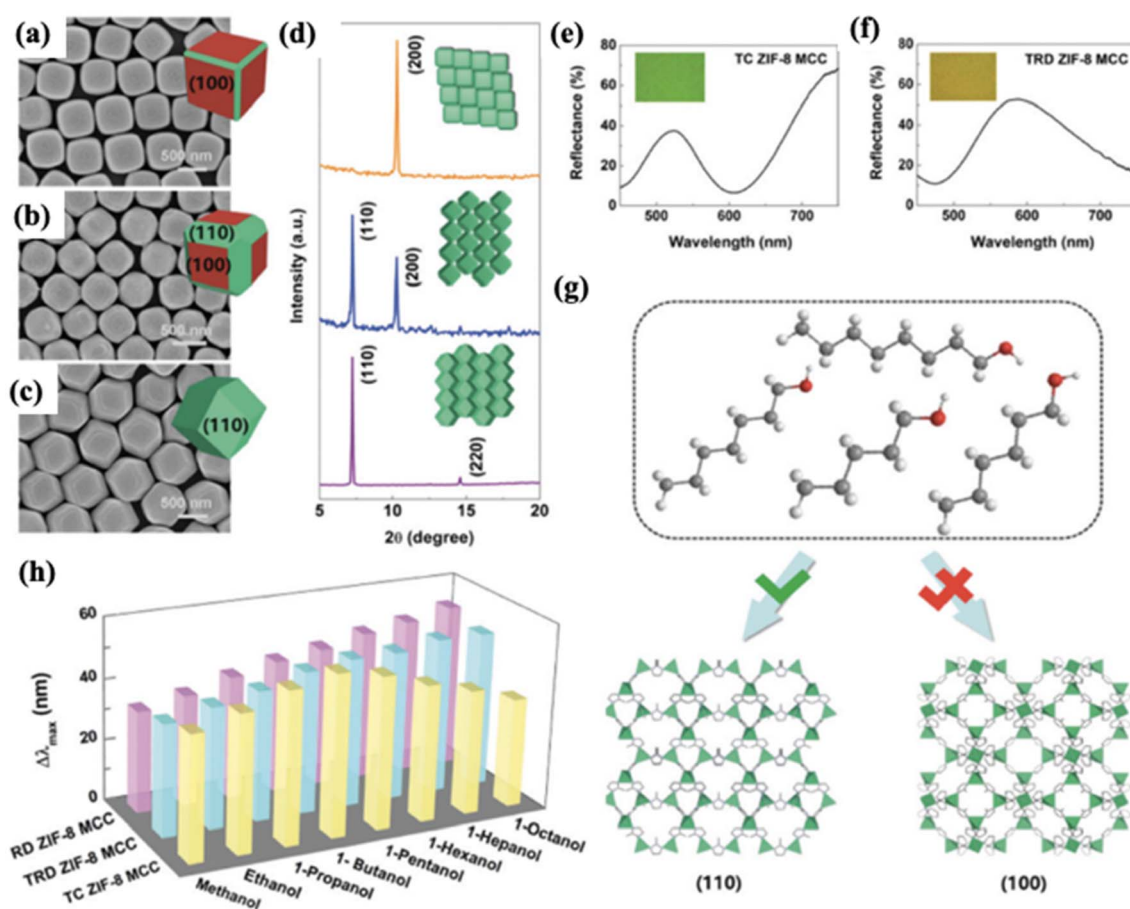 (a)
(100)
500 nm
(b)
(110)
(100)
500 nm
(c)
(110)
500 nm
(d)
(200)
(110)
(200)
(110)
(220)
Intensity (a.u.)
5 10 15 20
2θ (degree)
(e)
TC ZIF-8 MCC
Reflectance (%)
80
60
40
20
0
500 600 700
Wavelength (nm)
(f)
TRD ZIF-8 MCC
Reflectance (%)
80
60
40
20
0
500 600 700
Wavelength (nm)
(g)
(110)
(100)
(h)
60
40
20
0
Δλmax (nm)
RD ZIF-8 MCC
TRD ZIF-8 MCC
TC ZIF-8 MCC
Methanol
Ethanol
1-Propanol
1- Butanol
1-Pentanol
1-Hexanol
1-Hepanol
1-Octanol